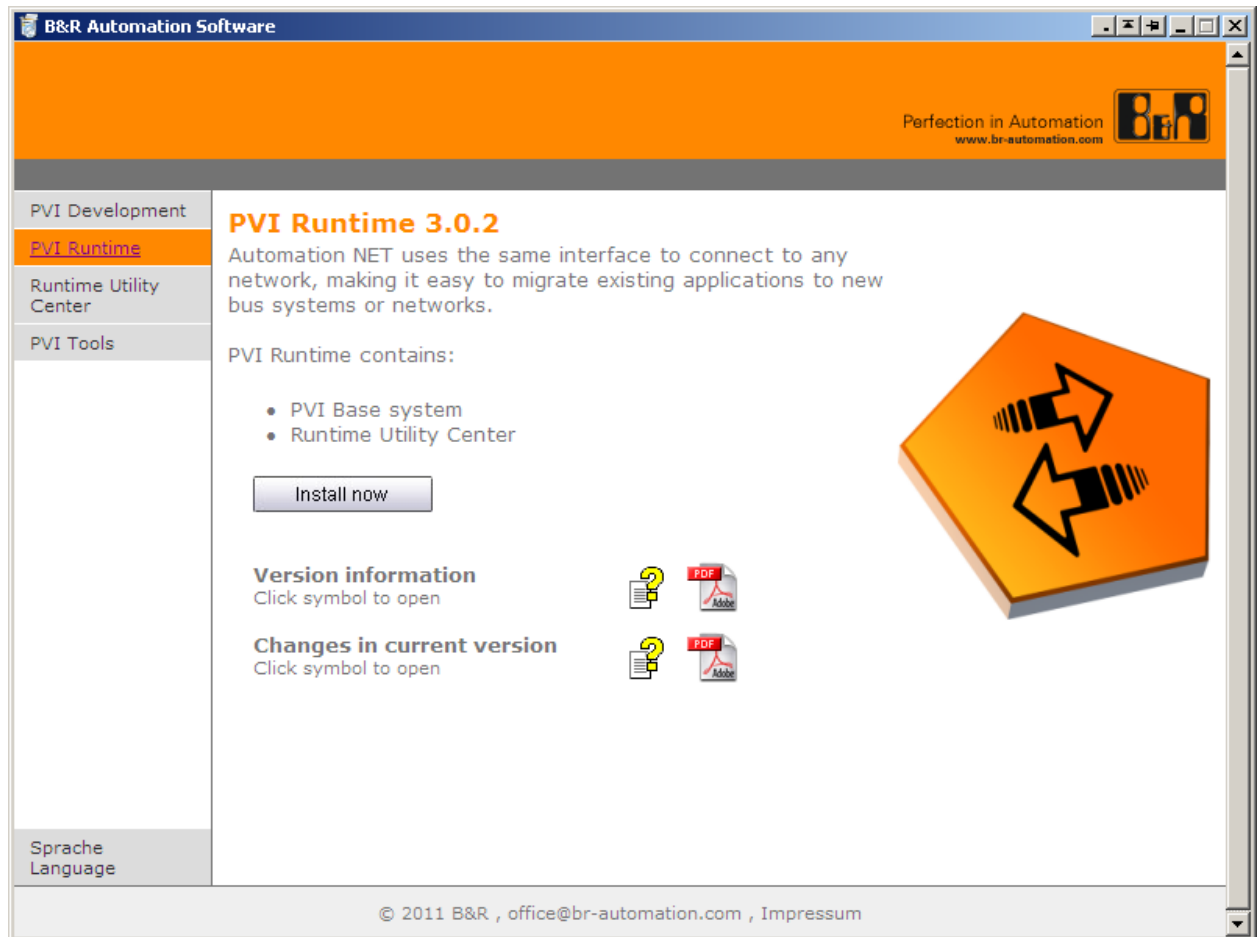 B&R Automation Software
Perfection in Automation
www.br-automation.com
B&R
PVI Development
PVI Runtime
Runtime Utility
Center
PVI Tools
Sprache
Language
PVI Runtime 3.0.2
Automation NET uses the same interface to connect to any
network, making it easy to migrate existing applications to new
bus systems or networks.
PVI Runtime contains:
• PVI Base system
• Runtime Utility Center
Install now
Version information
Click symbol to open
PDF
Adobe
Changes in current version
Click symbol to open
PDF
Adobe
© 2011 B&R , office@br-automation.com , Impressum